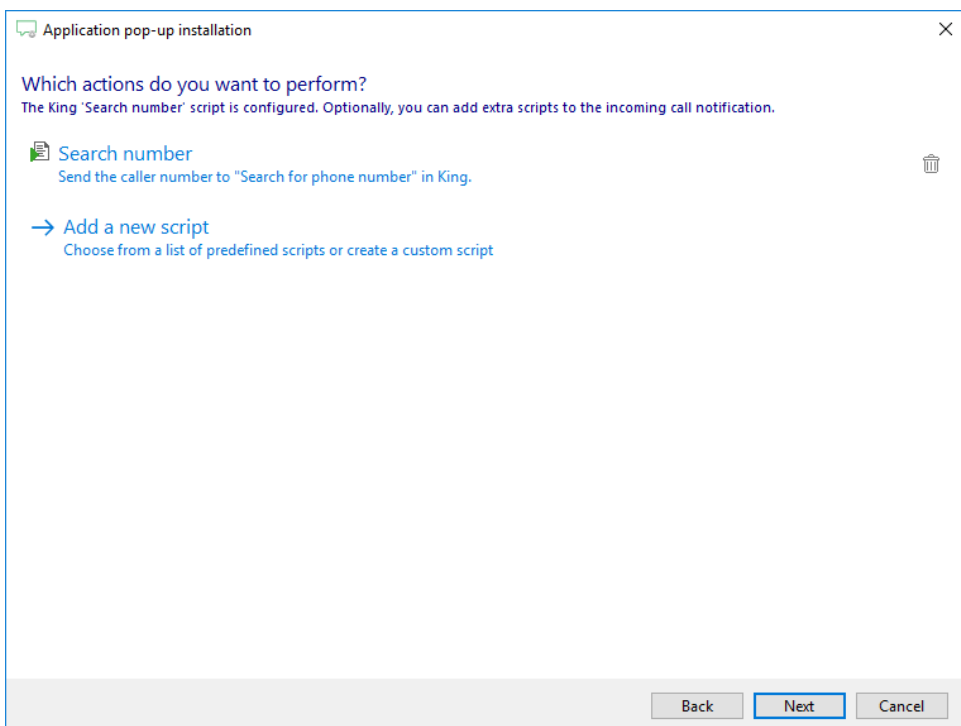 Application pop-up installation
Which actions do you want to perform?
The King 'Search number' script is configured. Optionally, you can add extra scripts to the incoming call notification.
Search number
Send the caller number to "Search for phone number" in King.
Add a new script
Choose from a list of predefined scripts or create a custom script
Back Next Cancel